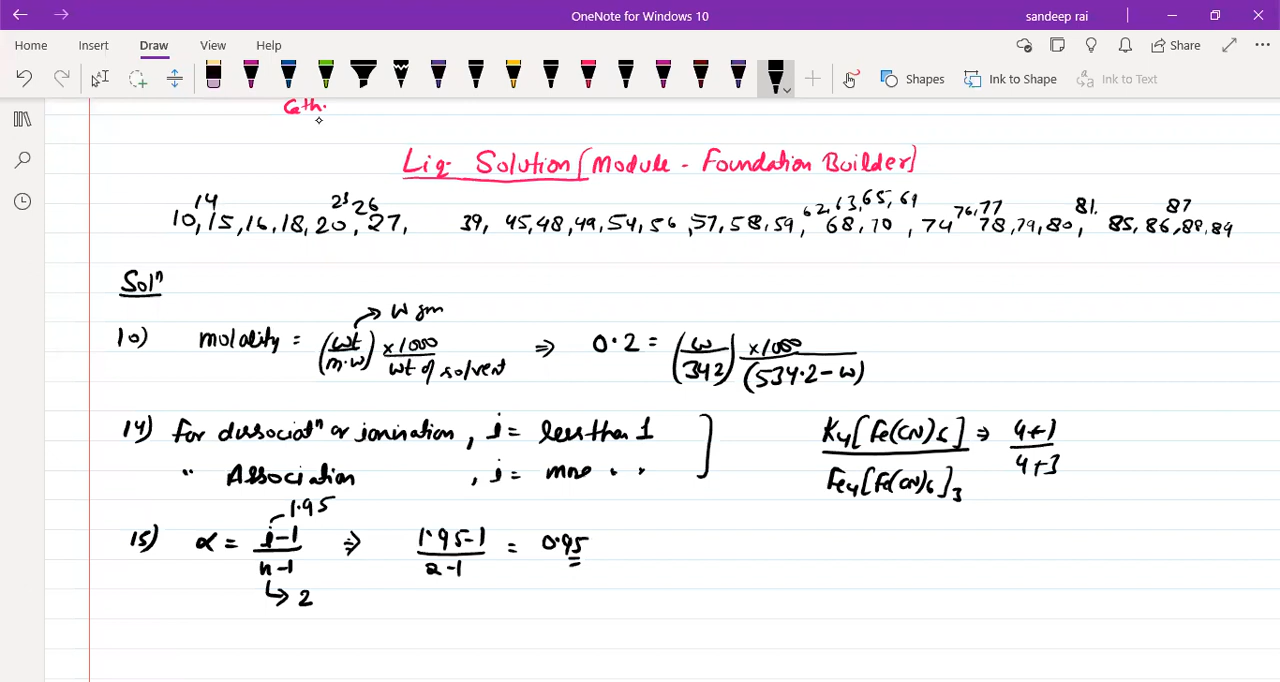 OneNote for Windows 10
sandeep rai
Home Insert Draw View Help Share
Shapes Ink to Shape Ink to Text
6th.
Liq- Solution [Module - Foundation Builder]
10, 14 15, 16, 18, 20, 25 26 27, 39, 45, 48, 49, 54, 56, 57, 58, 59, 62, 63, 65, 68, 70, 74 76, 77 78, 79, 80, 81. 85, 86, 87 88, 89
Solⁿ
10) molality = (wt/m.w) ×1000/wt of solvent → w gm ⇒ 0.2 = (w/342) ×1000/(534.2 - w)
14) for dissociatⁿ or ionination, i = less then 1 K4[Fe(CN)6] ⇒ 4+1
" Association, i = more " " Fe4[Fe(CN)6]3 4+3
15) α = i-1/n-1 ⇒ 1.95-1/2-1 = 0.95
1.95
↳ 2